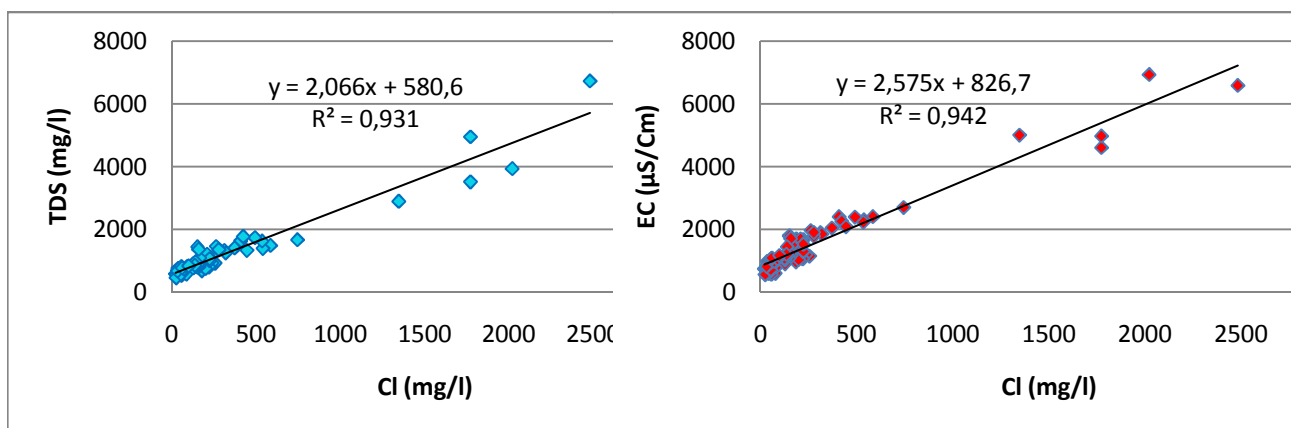 TDS (mg/l)
8000
6000
4000
2000
0
y = 2,066x + 580,6
R² = 0,931
0 500 1000 1500 2000 2500
Cl (mg/l)
EC (µS/Cm)
8000
6000
4000
2000
0
y = 2,575x + 826,7
R² = 0,942
0 500 1000 1500 2000 2500
Cl (mg/l)